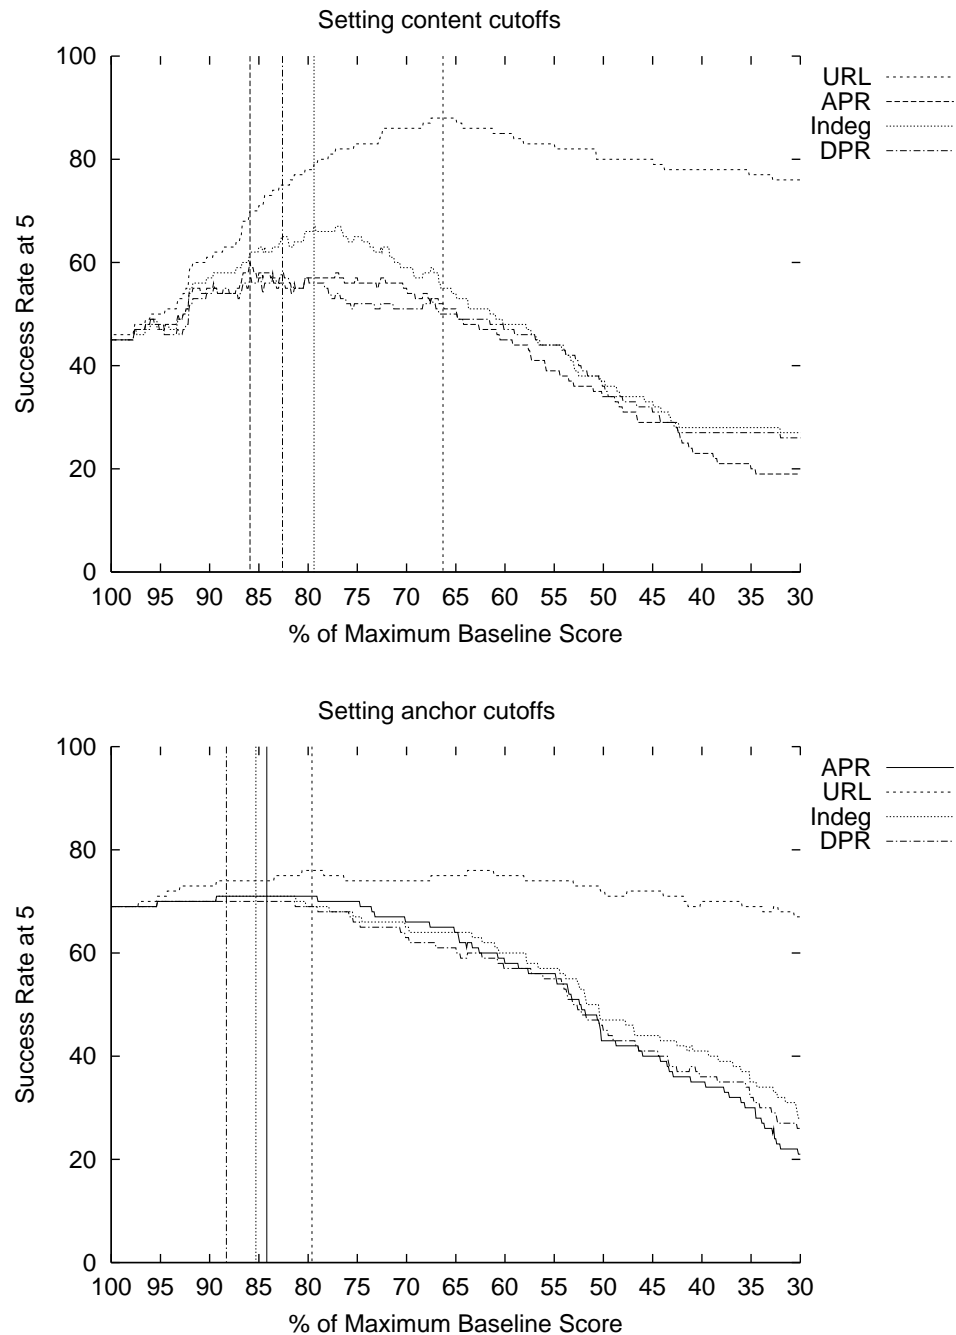 Setting content cutoffs
100
80
60
40
20
0
Success Rate at 5
URL
APR
Indeg
DPR
100 95 90 85 80 75 70 65 60 55 50 45 40 35 30
% of Maximum Baseline Score
Setting anchor cutoffs
100
80
60
40
20
0
Success Rate at 5
APR
URL
Indeg
DPR
100 95 90 85 80 75 70 65 60 55 50 45 40 35 30
% of Maximum Baseline Score